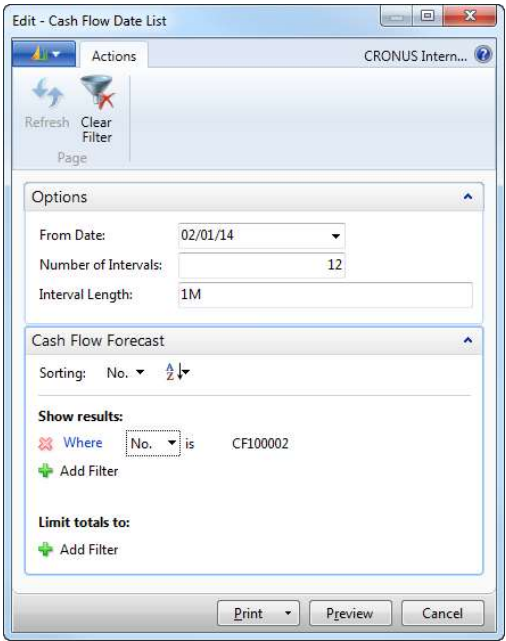 Edit - Cash Flow Date List
Actions
CRONUS Intern...
Refresh
Clear
Filter
Page
Options
From Date: 02/01/14
Number of Intervals: 12
Interval Length: 1M
Cash Flow Forecast
Sorting: No.
Show results:
Where No. is CF100002
Add Filter
Limit totals to:
Add Filter
Print Preview Cancel